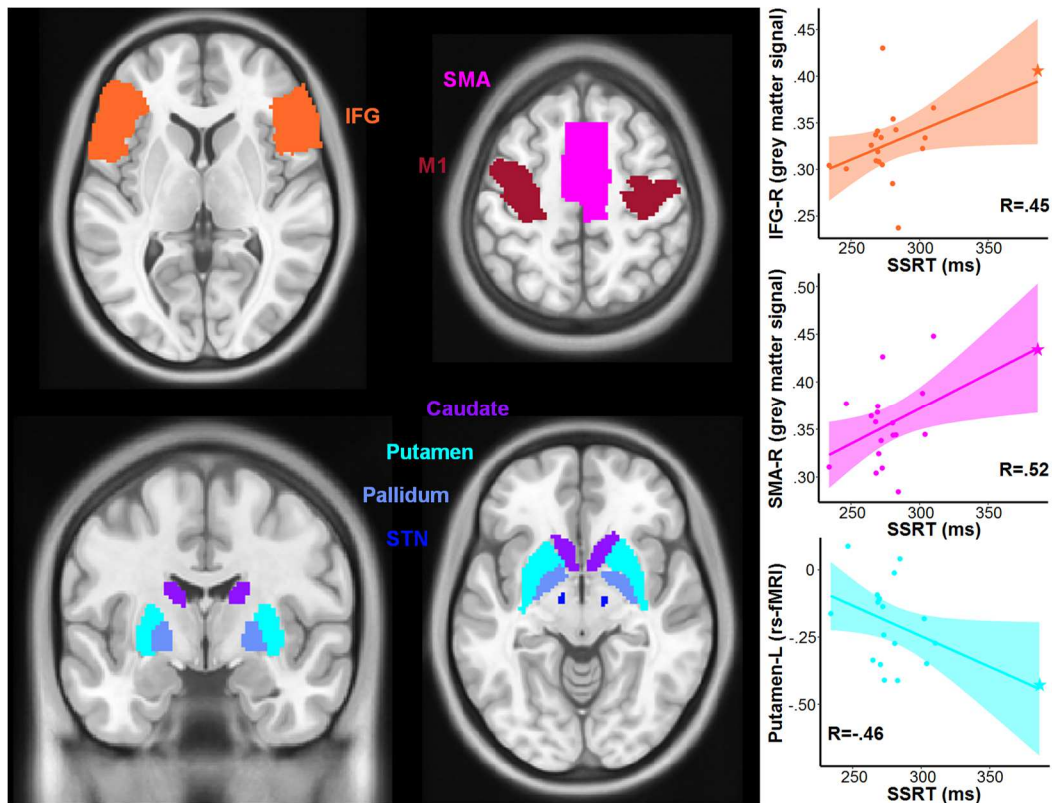 IFG
SMA
M1
Caudate
Putamen
Pallidum
STN
IFG-R (grey matter signal)
.45
.40
.35
.30
.25
R=.45
250
300
350
SSRT (ms)
SMA-R (grey matter signal)
.50
.45
.40
.35
.30
R=.52
250
300
350
SSRT (ms)
Putamen-L (rs-fMRI)
0
-.25
-.50
R=-.46
250
300
350
SSRT (ms)